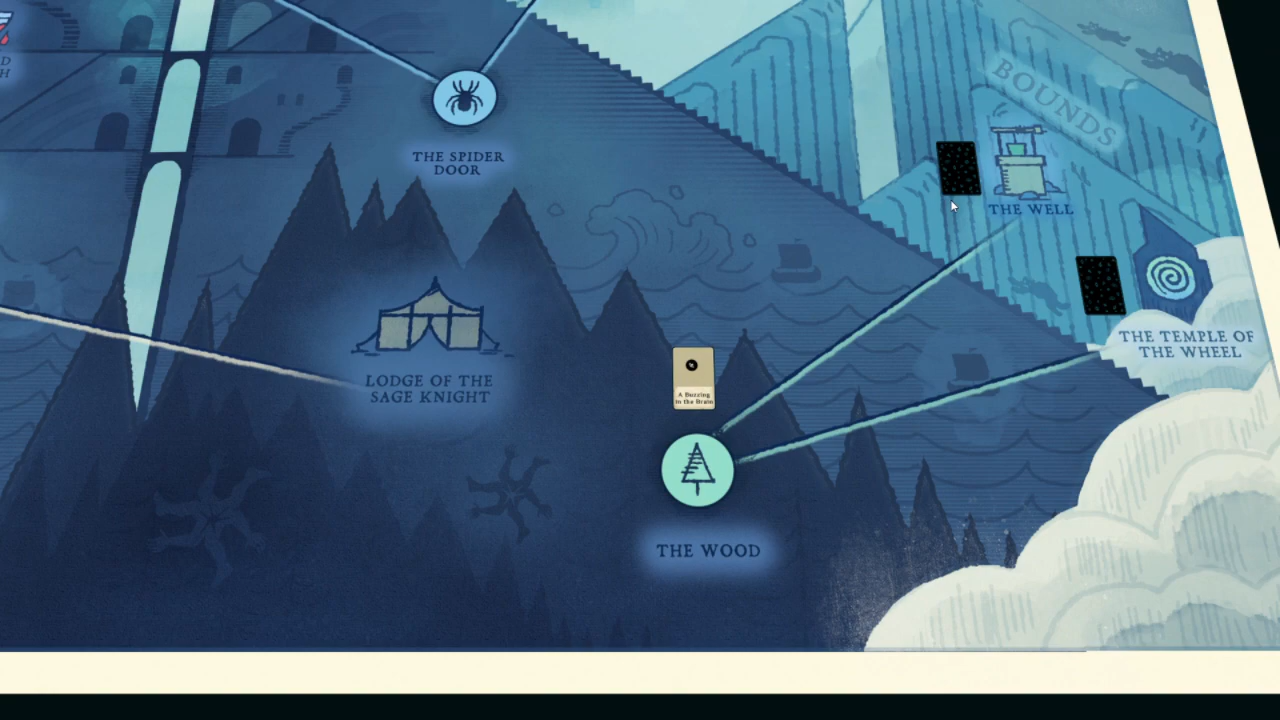 BOUNDS
THE SPIDER
DOOR
THE WELL
THE TEMPLE OF
THE WHEEL
LODGE OF THE
SAGE KNIGHT
A Buzzing
in the Brain
THE WOOD